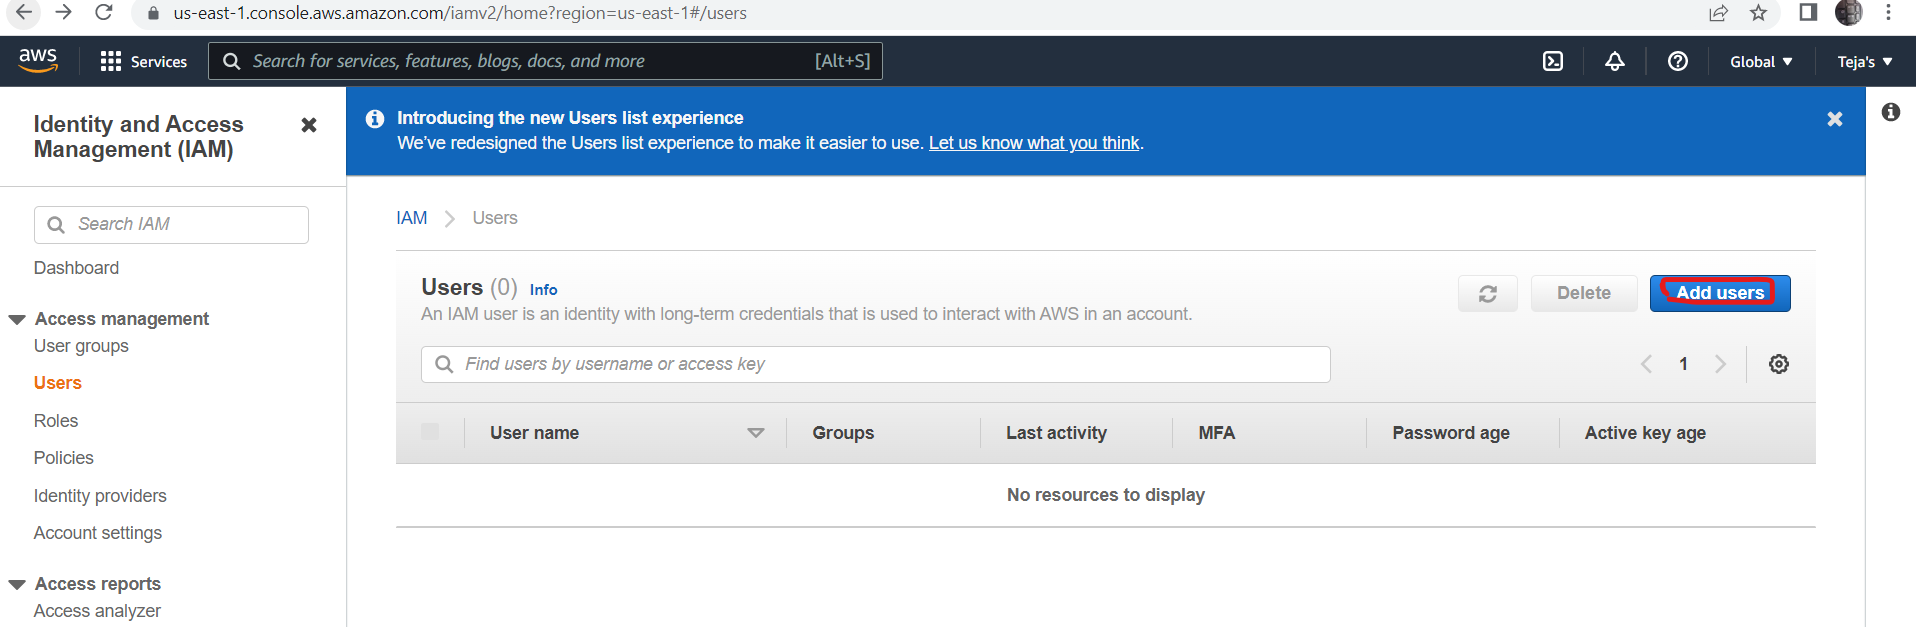 us-east-1.console.aws.amazon.com/iamv2/home?region=us-east-1#/users
aws
Services
Search for services, features, blogs, docs, and more
[Alt+S]
Global
Teja's
Identity and Access
Management (IAM)
Search IAM
Dashboard
Access management
User groups
Users
Roles
Policies
Identity providers
Account settings
Access reports
Access analyzer
Introducing the new Users list experience
We've redesigned the Users list experience to make it easier to use. Let us know what you think.
IAM
Users
Users (0) Info
An IAM user is an identity with long-term credentials that is used to interact with AWS in an account.
Delete
Add users
Find users by username or access key
1
User name
Groups
Last activity
MFA
Password age
Active key age
No resources to display